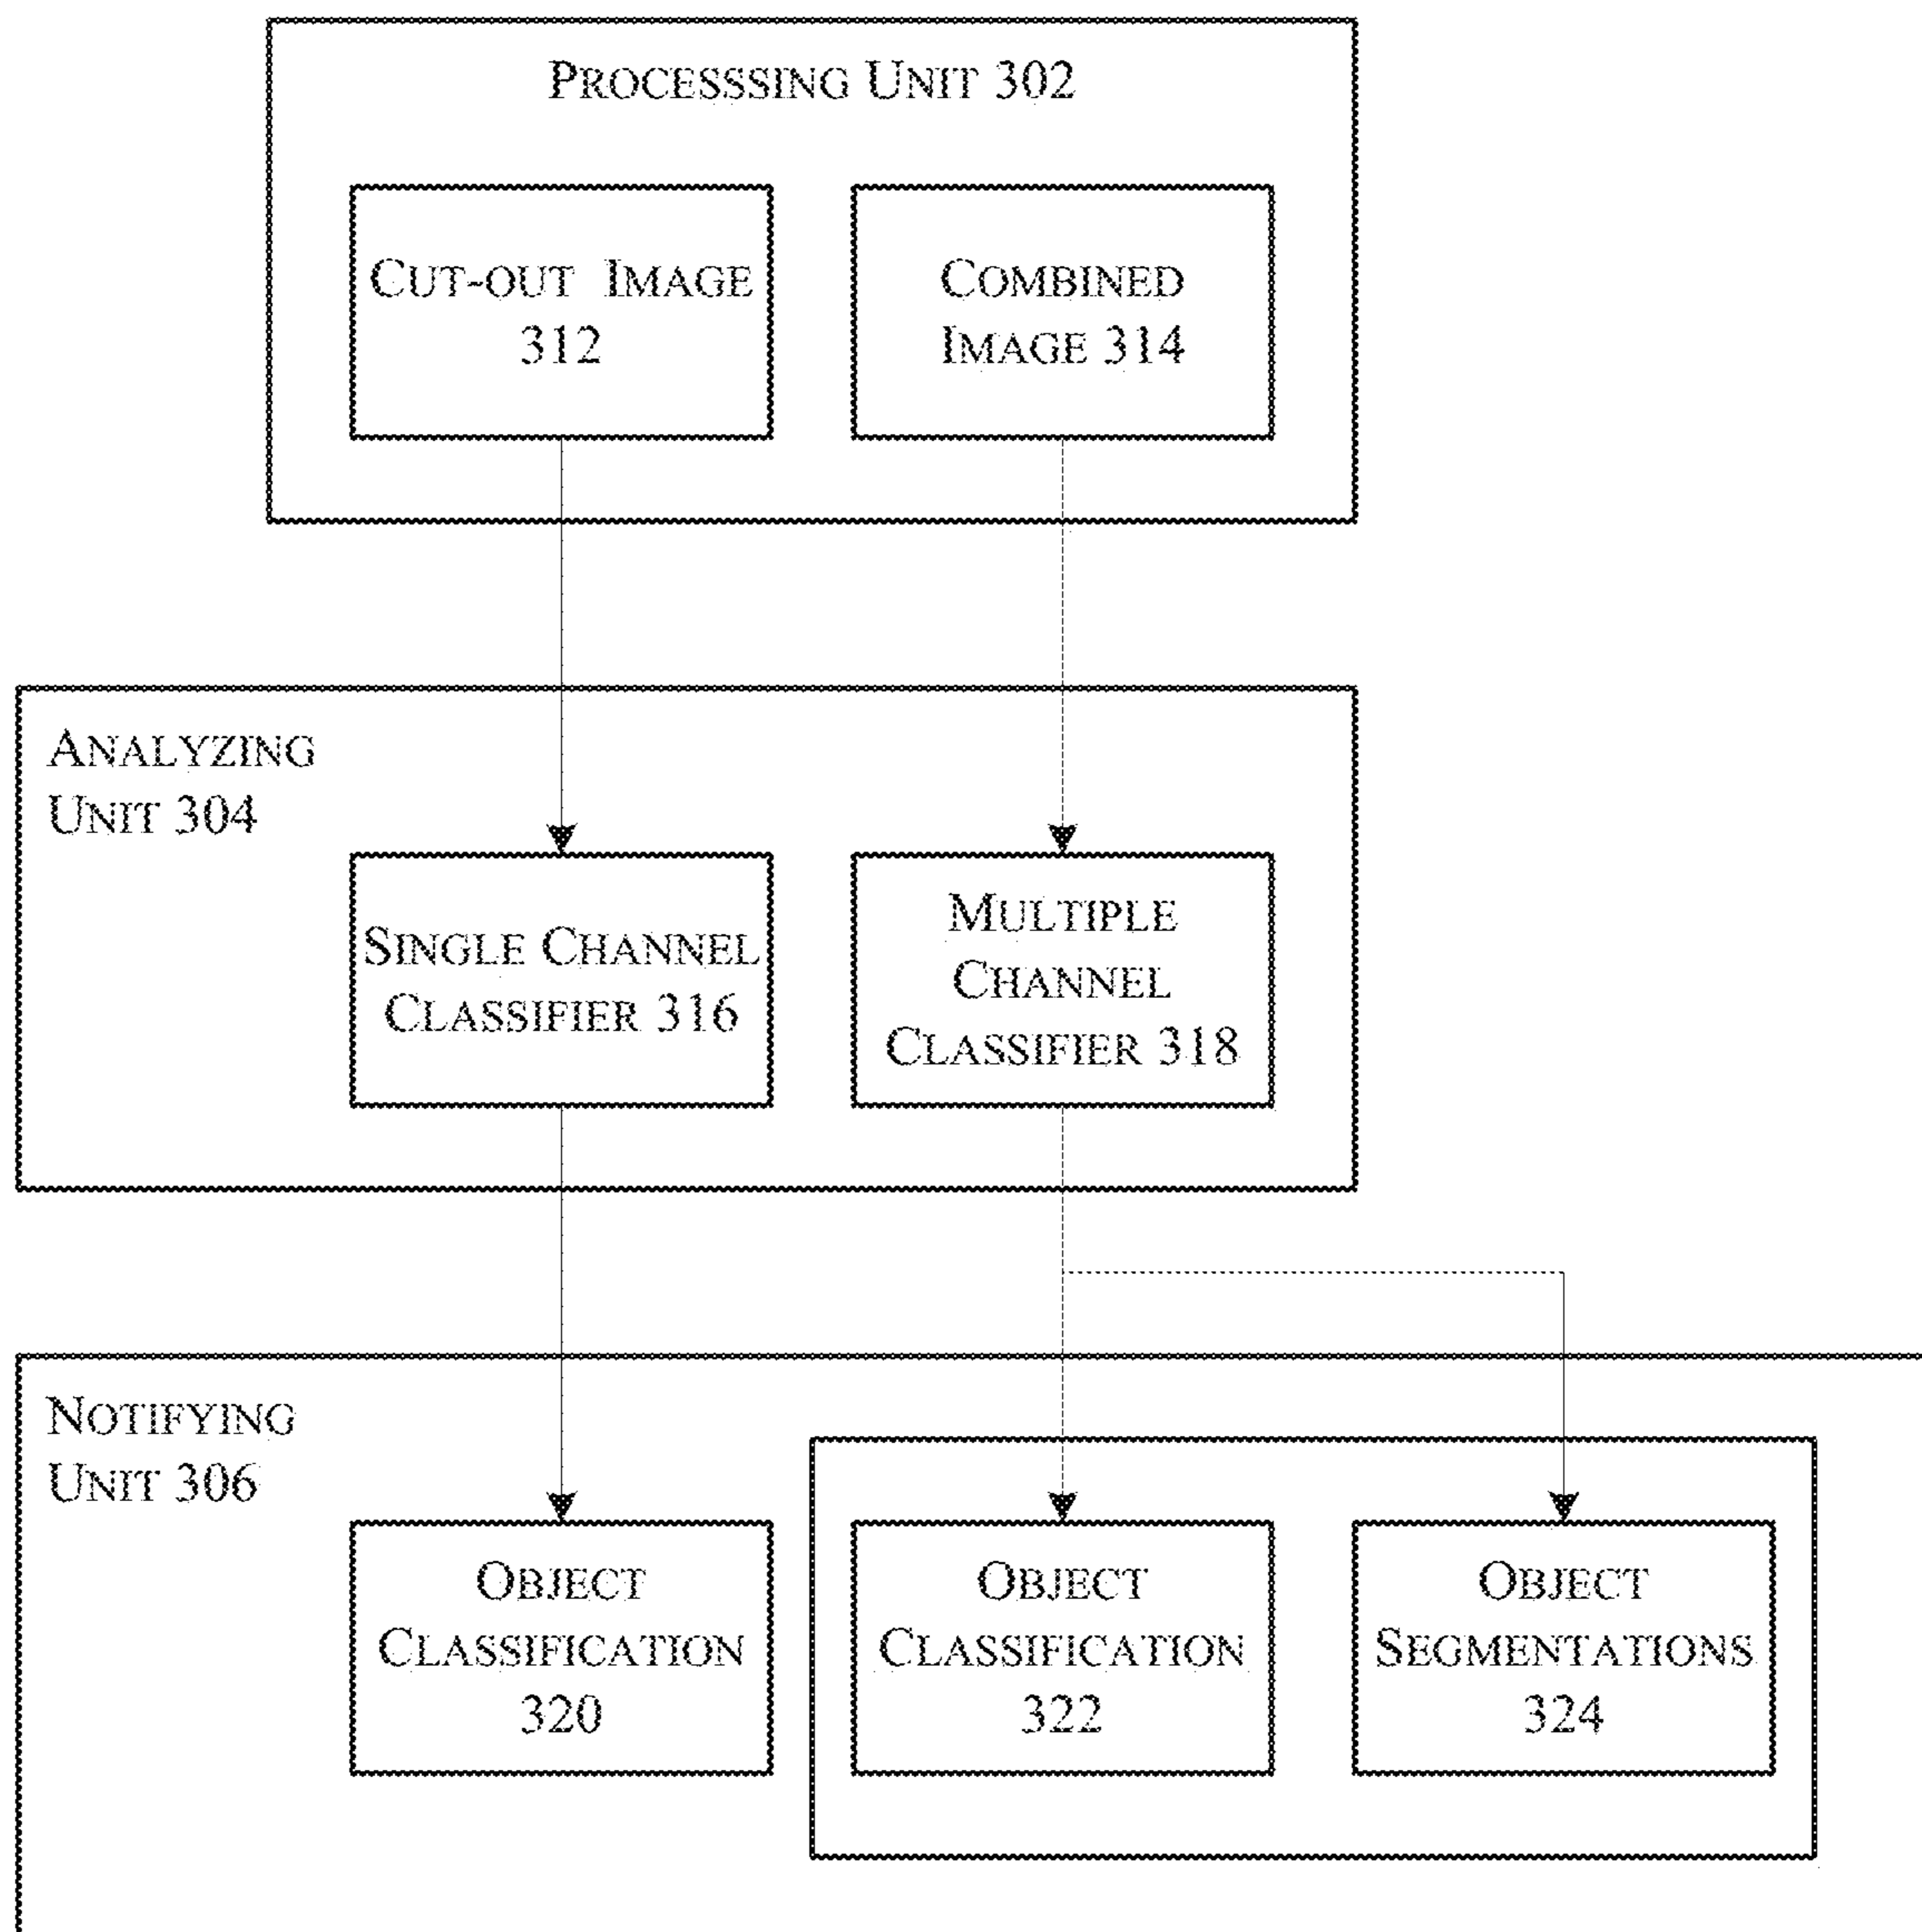 PROCESSSING UNIT 302
CUT-OUT IMAGE
312
COMBINED
IMAGE 314
ANALYZING
UNIT 304
SINGLE CHANNEL
CLASSIFIER 316
MULTIPLE
CHANNEL
CLASSIFIER 318
NOTIFYING
UNIT 306
OBJECT
CLASSIFICATION
320
OBJECT
CLASSIFICATION
322
OBJECT
SEGMENTATIONS
324